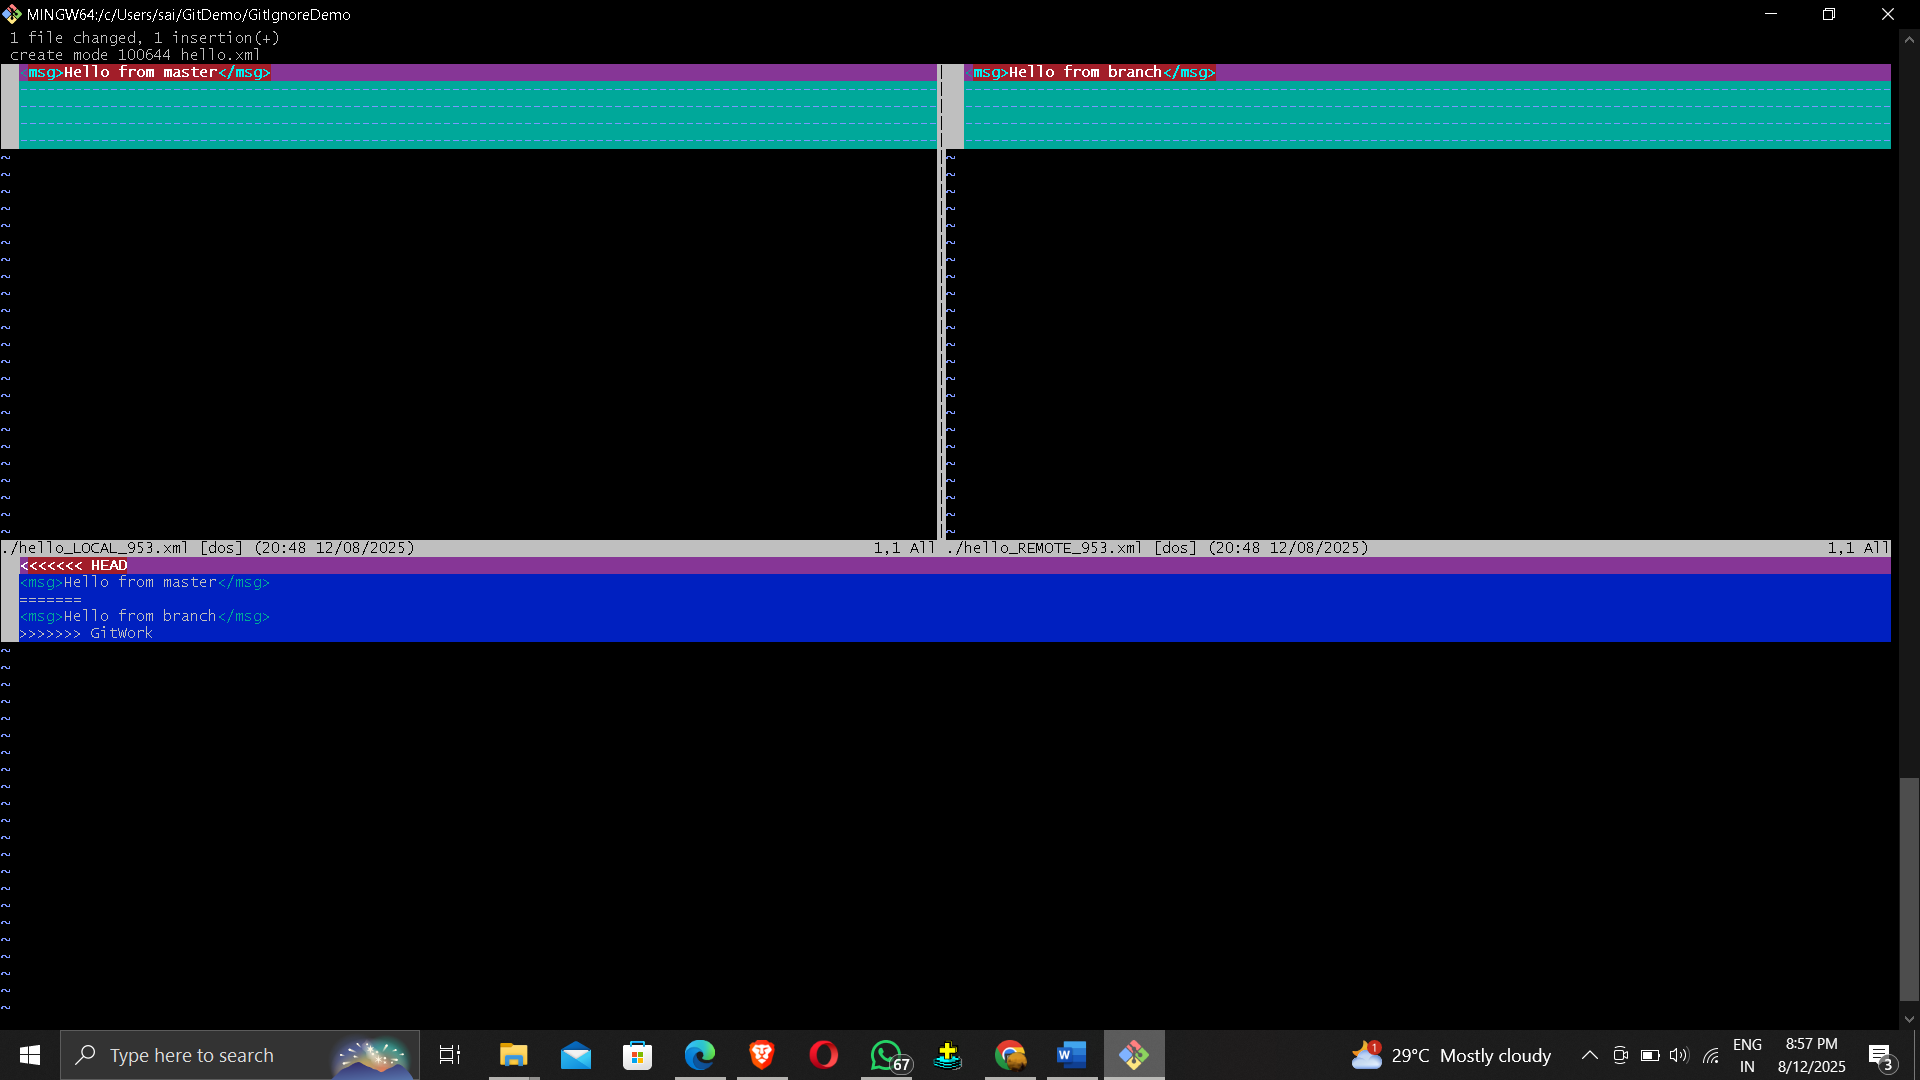 MINGW64:/c/Users/sai/GitDemo/GitIgnoreDemo
1 file changed, 1 insertion(+)
create mode 100644 hello.xml
<msg>Hello from master</msg>
<msg>Hello from branch</msg>
./hello_LOCAL_953.xml [dos] (20:48 12/08/2025) 1,1 All
./hello_REMOTE_953.xml [dos] (20:48 12/08/2025) 1,1 All
<<<<<<< HEAD
<msg>Hello from master</msg>
=======
<msg>Hello from branch</msg>
>>>>>>> GitWork
Type here to search
67
W
1
29°C Mostly cloudy
ENG
IN
8:57 PM
8/12/2025
3